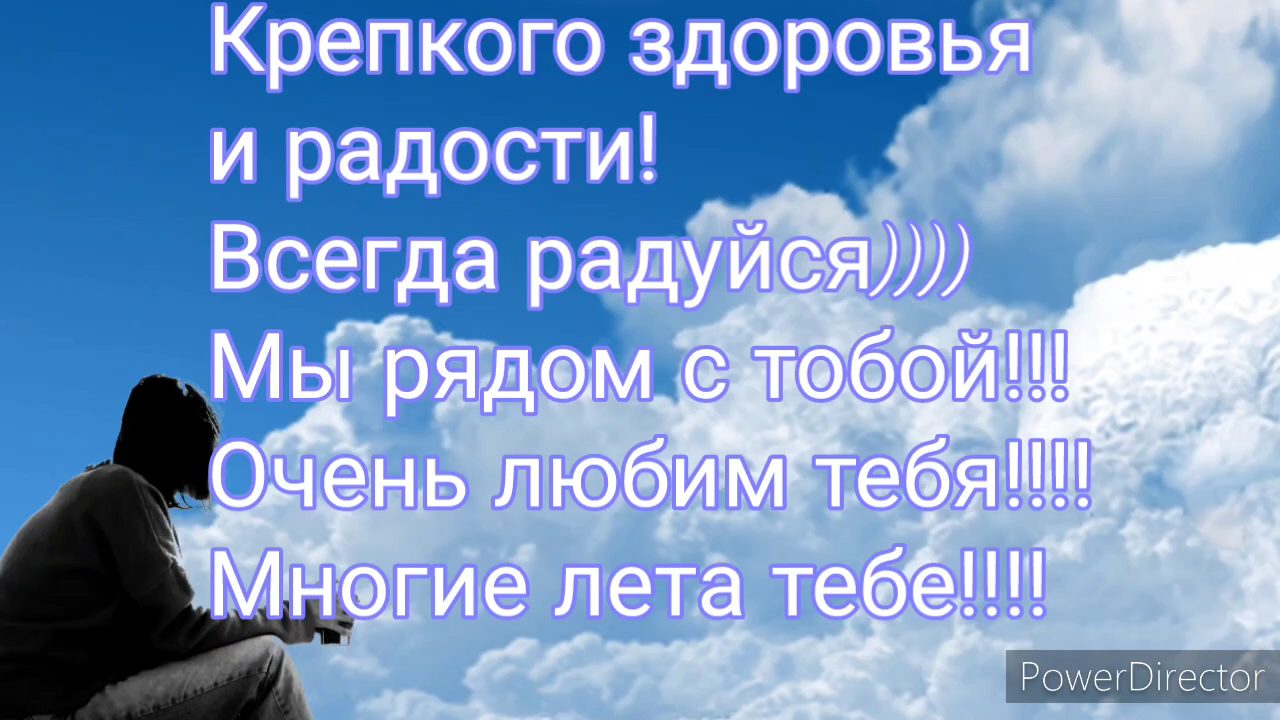 Крепкого здоровья
и радости!
Всегда радуйся))))
Мы рядом с тобой!!!
Очень любим тебя!!!!
Многие лета тебе!!!!
PowerDirector